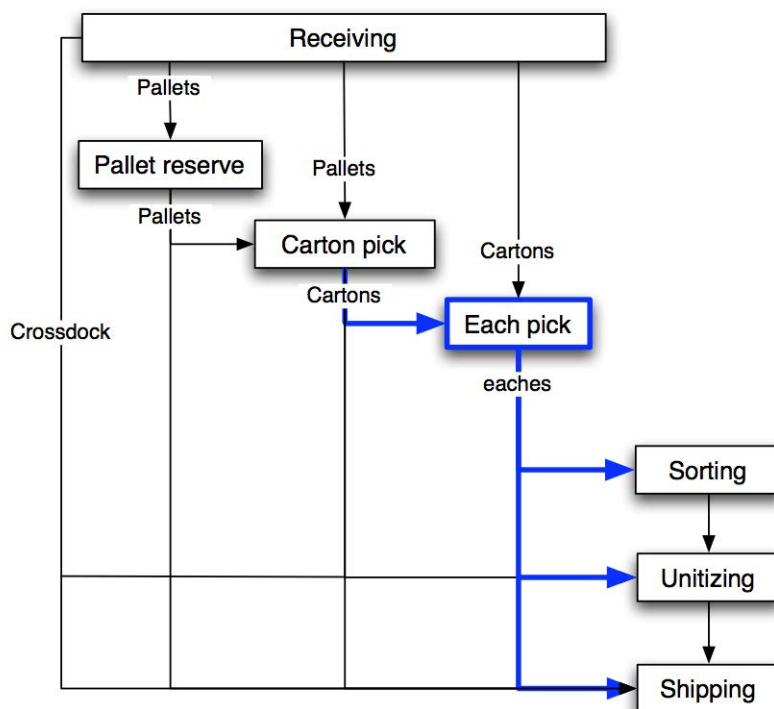 Receiving
Pallets
Pallet reserve
Pallets
Pallets
Carton pick
Cartons
Cartons
Each pick
Crossdock
eaches
Sorting
Unitizing
Shipping